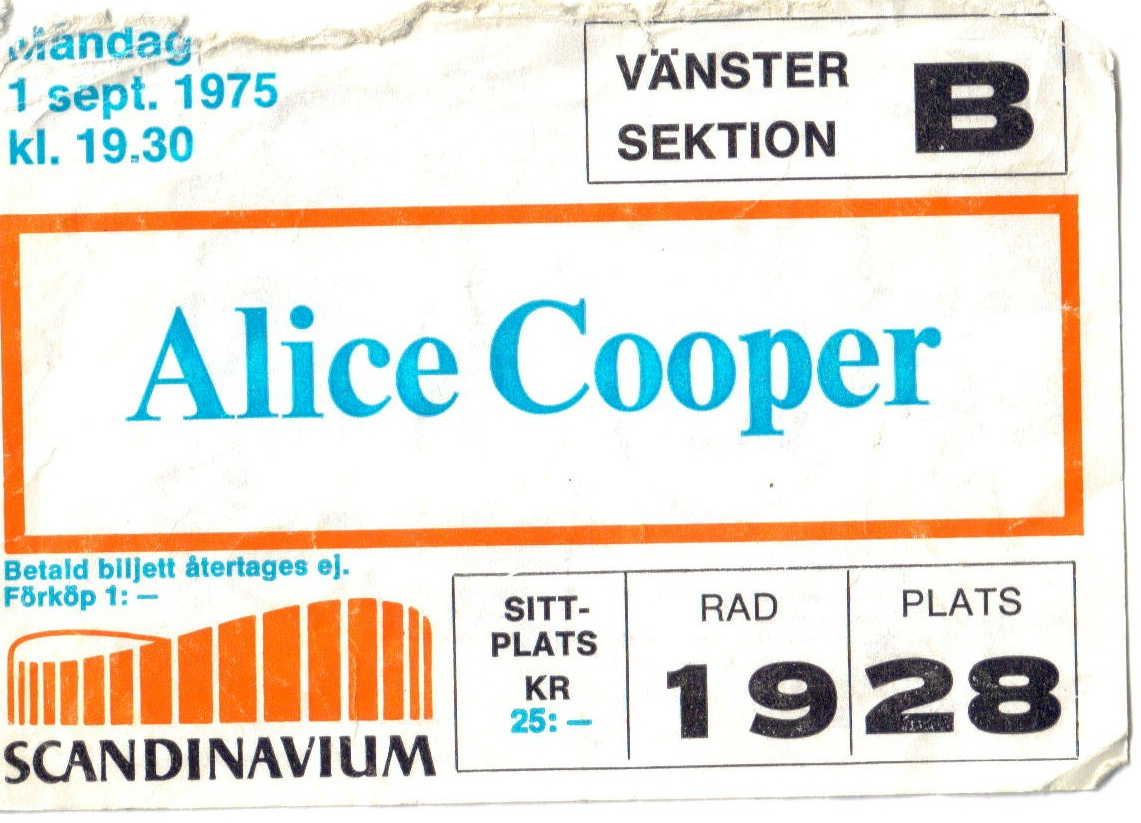 Måndag
1 sept. 1975
kl. 19.30
VÄNSTER
SEKTION
B
Alice Cooper
Betald biljett återtages ej.
Förköp 1: —
SCANDINAVIUM
SITT-
PLATS
KR
25: —
RAD
19
PLATS
28